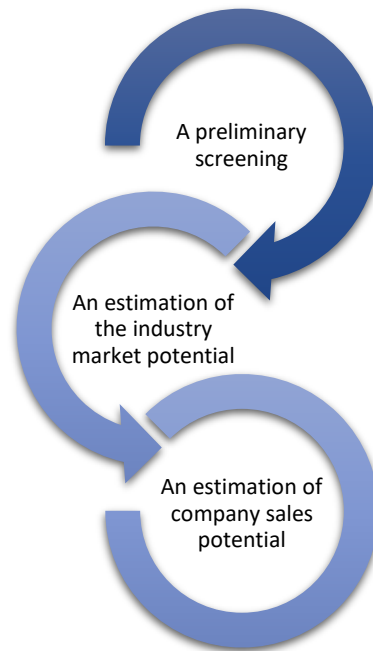 A preliminary
screening
An estimation of
the industry
market potential
An estimation of
company sales
potential